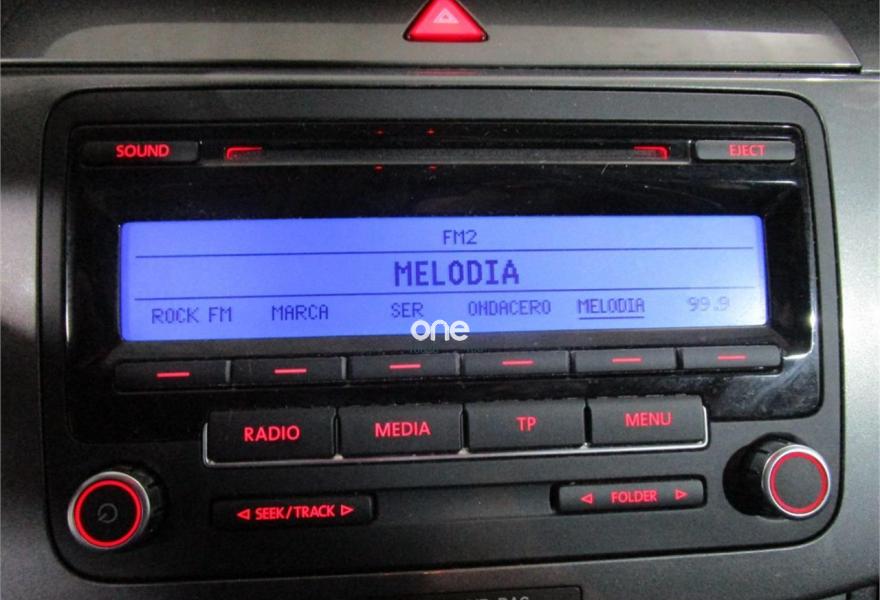 SOUND
EJECT
FM2
MELODIA
ROCK FM MARCA SER ONDACERO MELODIA 99.9
one
RADIO MEDIA TP MENU
SEEK/TRACK FOLDER